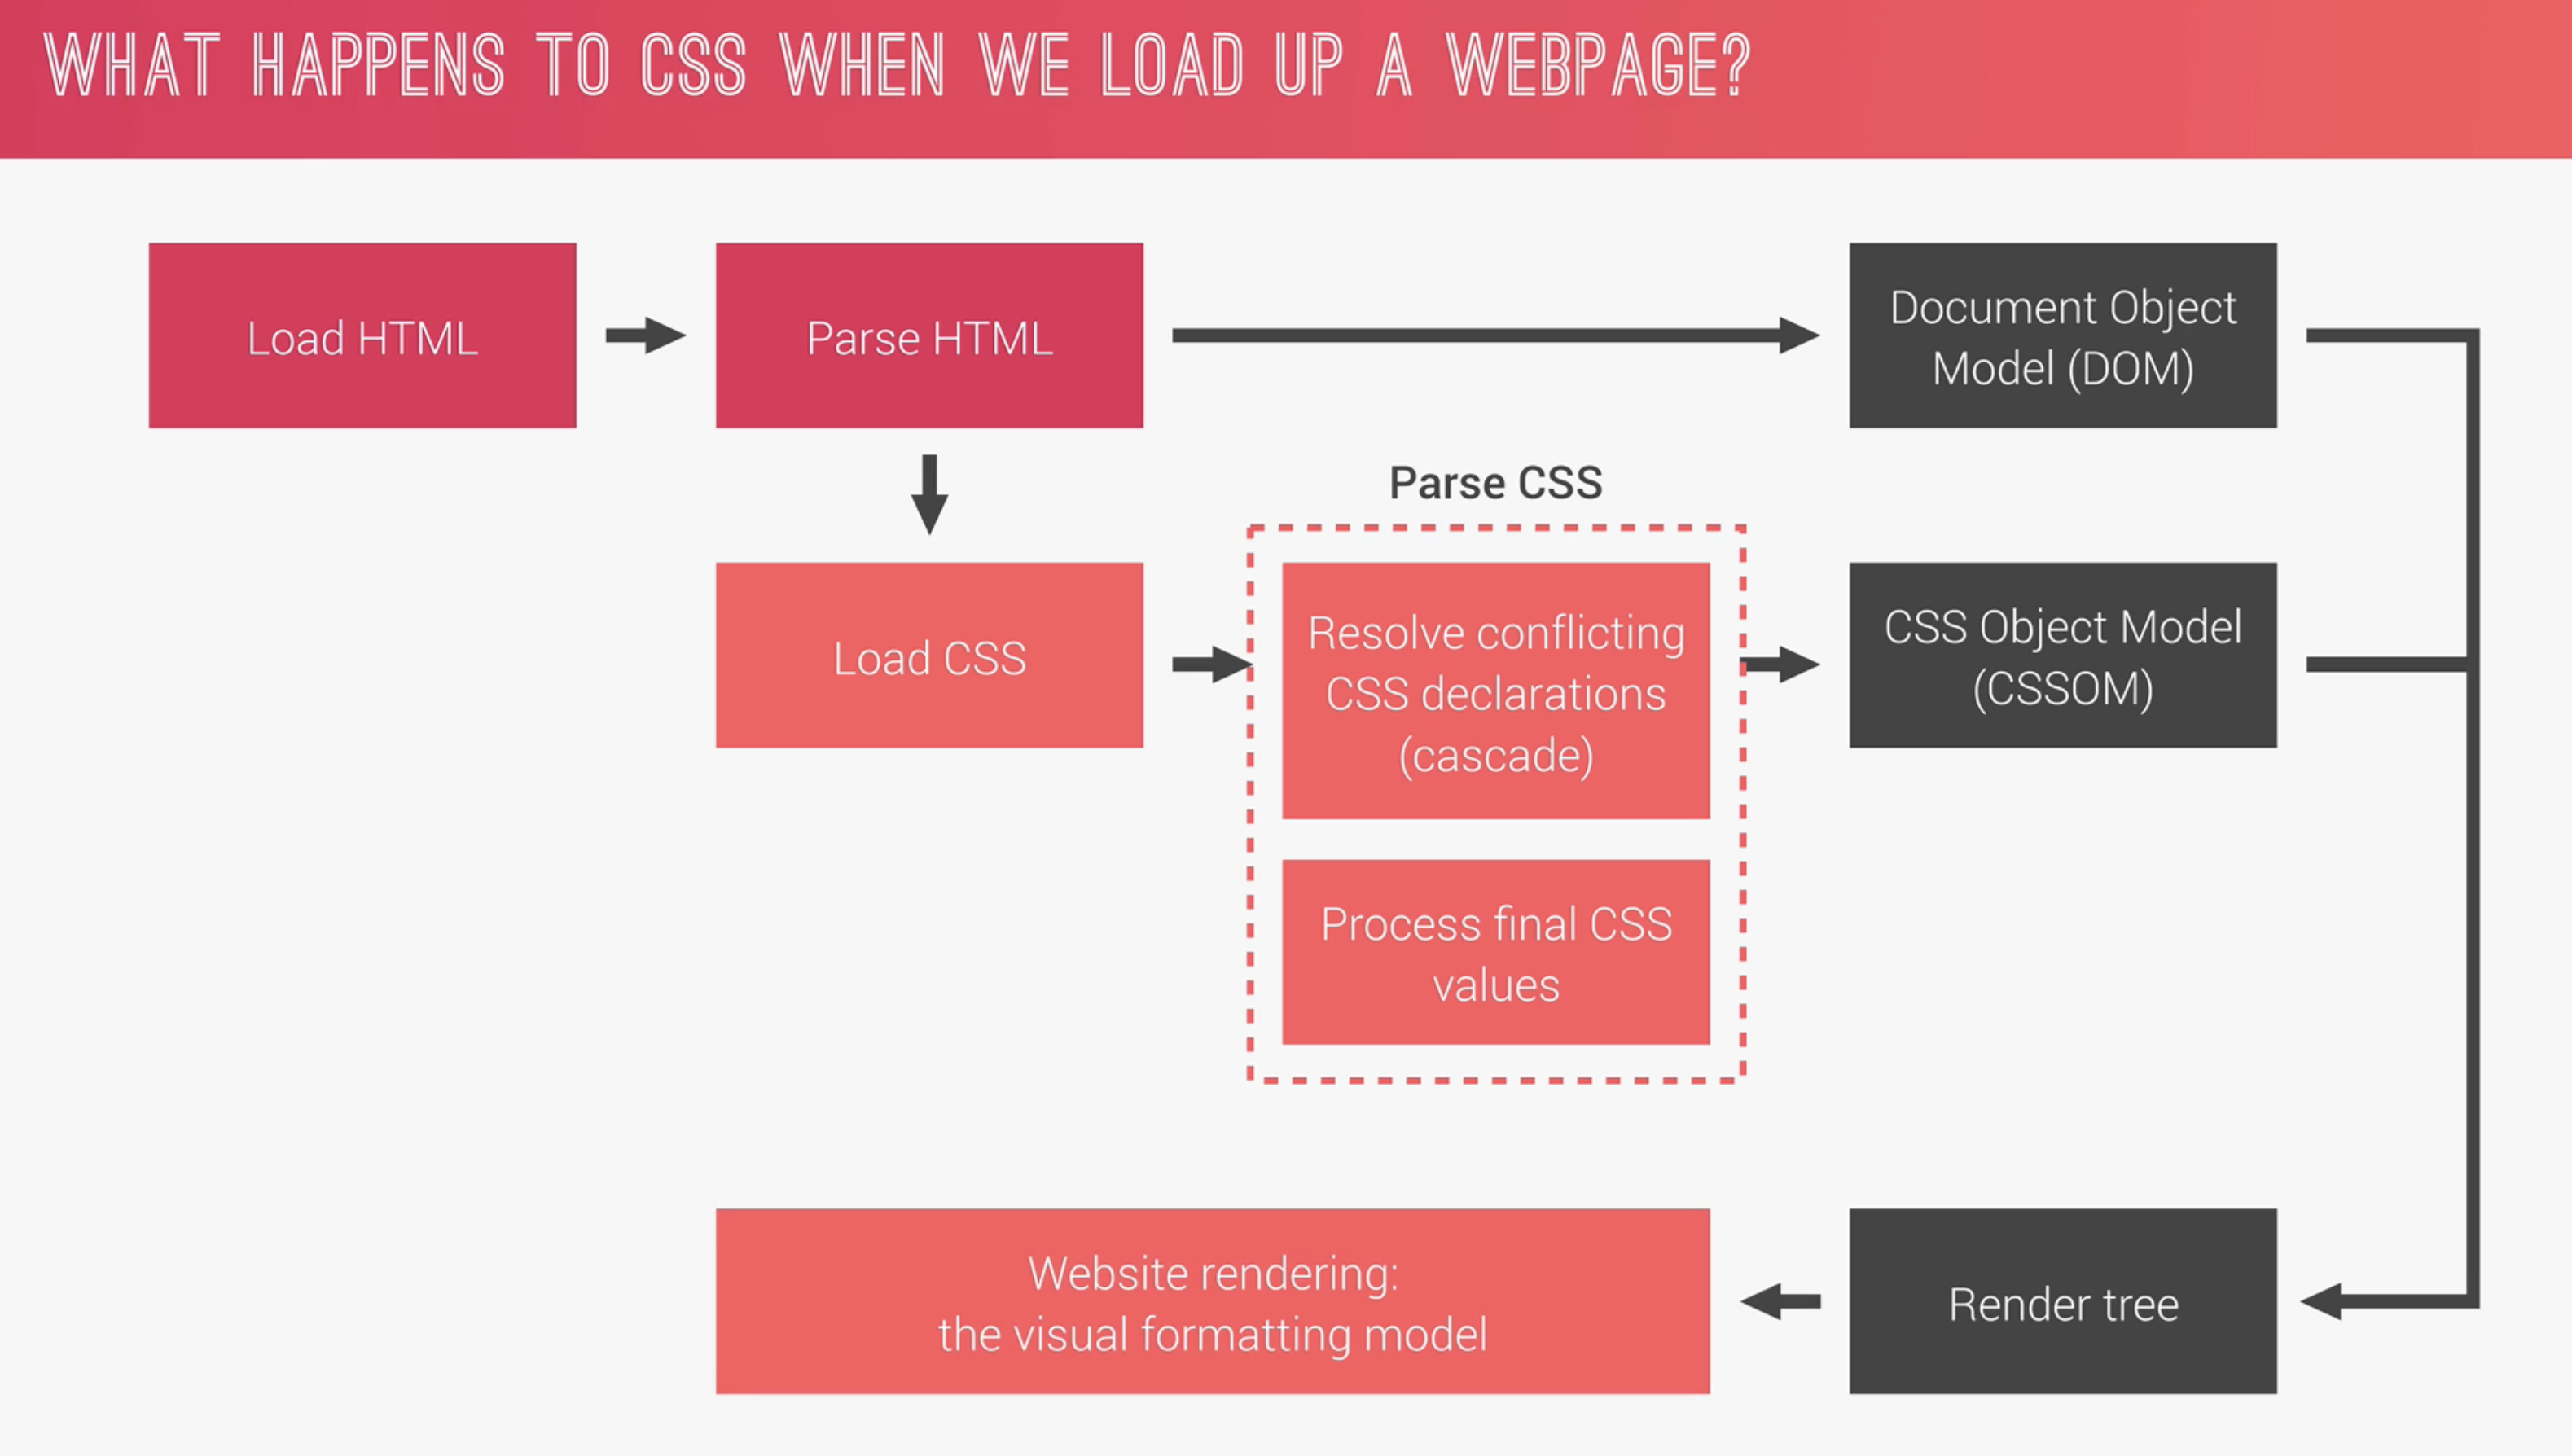 WHAT HAPPENS TO CSS WHEN WE LOAD UP A WEBPAGE?
Load HTML
Parse HTML
Document Object
Model (DOM)
Parse CSS
Load CSS
Resolve conflicting
CSS declarations
(cascade)
CSS Object Model
(CSSOM)
Process final CSS
values
Website rendering:
the visual formatting model
Render tree